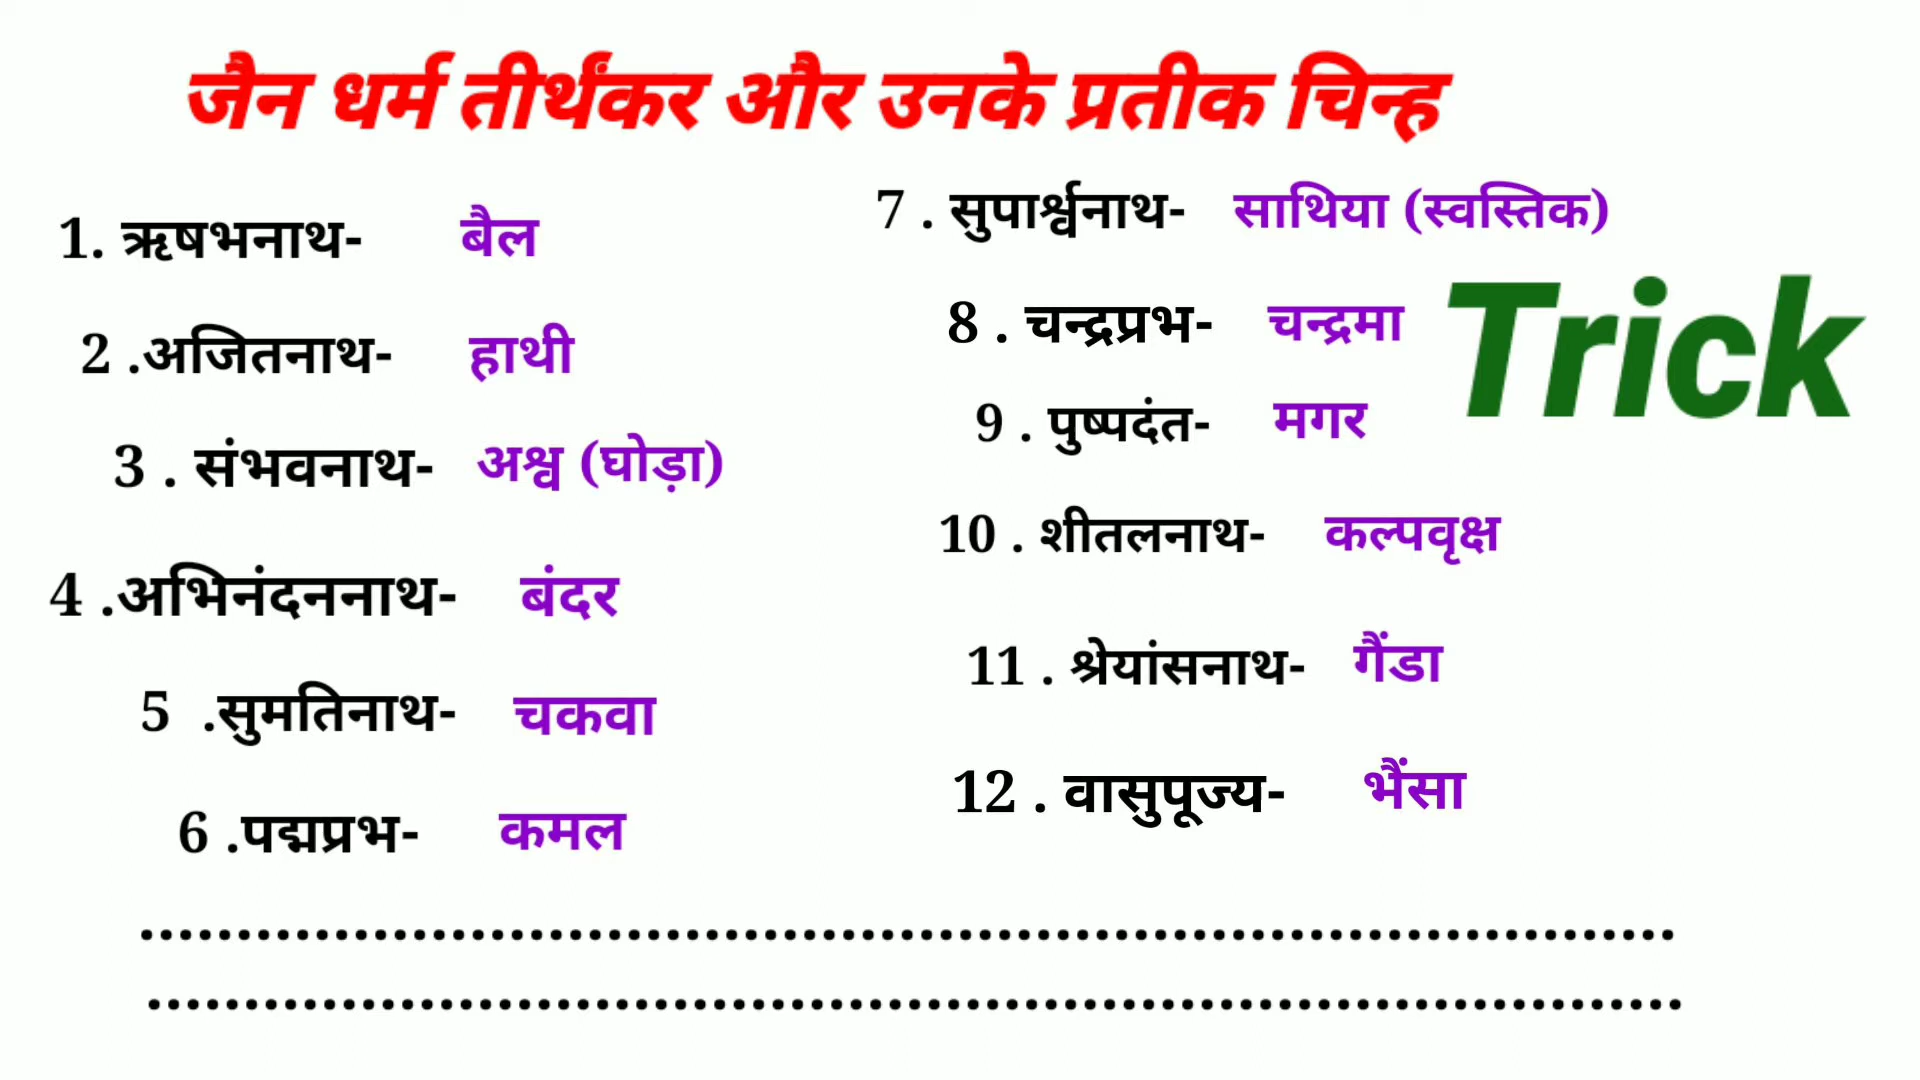 जैन धर्म तीर्थंकर और उनके प्रतीक चिन्ह
1. ऋषभनाथ- बैल
2 .अजितनाथ- हाथी
3 . संभवनाथ- अश्व (घोड़ा)
4 .अभिनंदननाथ- बंदर
5 .सुमतिनाथ- चकवा
6 .पद्मप्रभ- कमल
7 . सुपार्श्वनाथ- साथिया (स्वस्तिक)
8 . चन्द्रप्रभ- चन्द्रमा
9 . पुष्पदंत- मगर
10 . शीतलनाथ- कल्पवृक्ष
11 . श्रेयांसनाथ- गैंडा
12 . वासुपूज्य- भैंसा
Trick